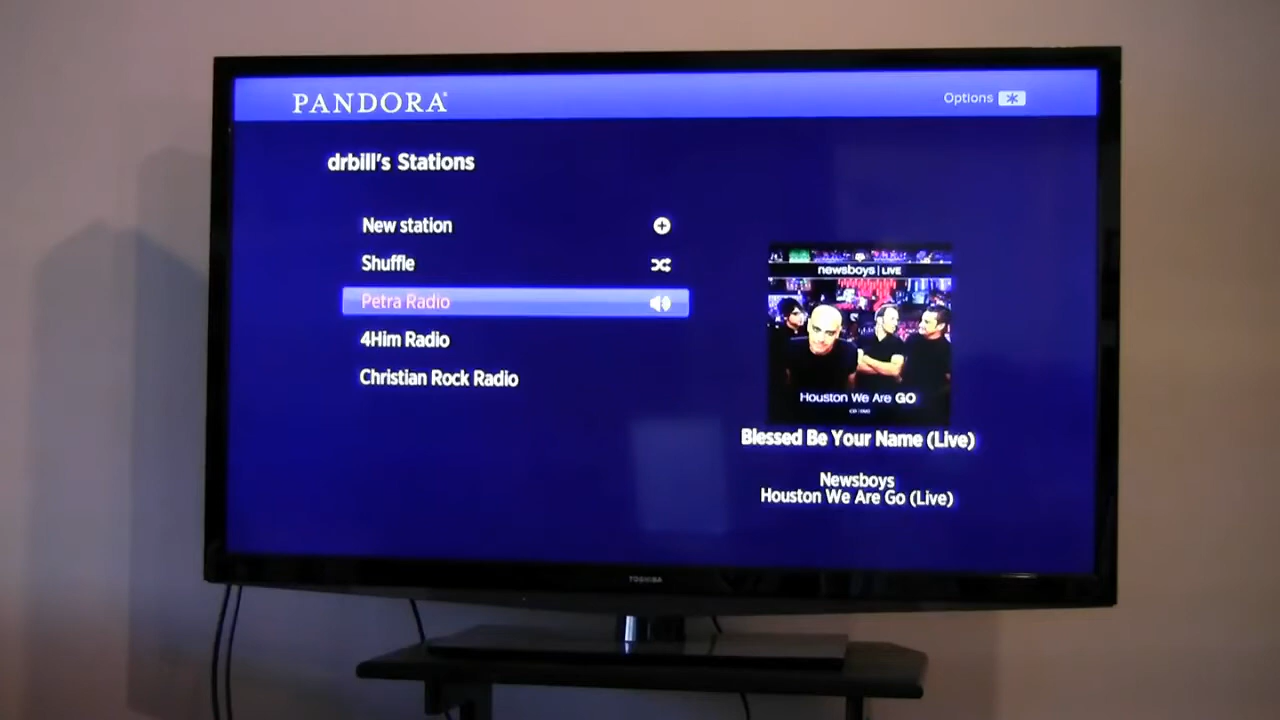 PANDORA
Options *
drbill's Stations
New station
Shuffle
Petra Radio
4Him Radio
Christian Rock Radio
newsboys | LIVE
Houston We Are GO
Blessed Be Your Name (Live)
Newsboys
Houston We Are Go (Live)
TOSHIBA